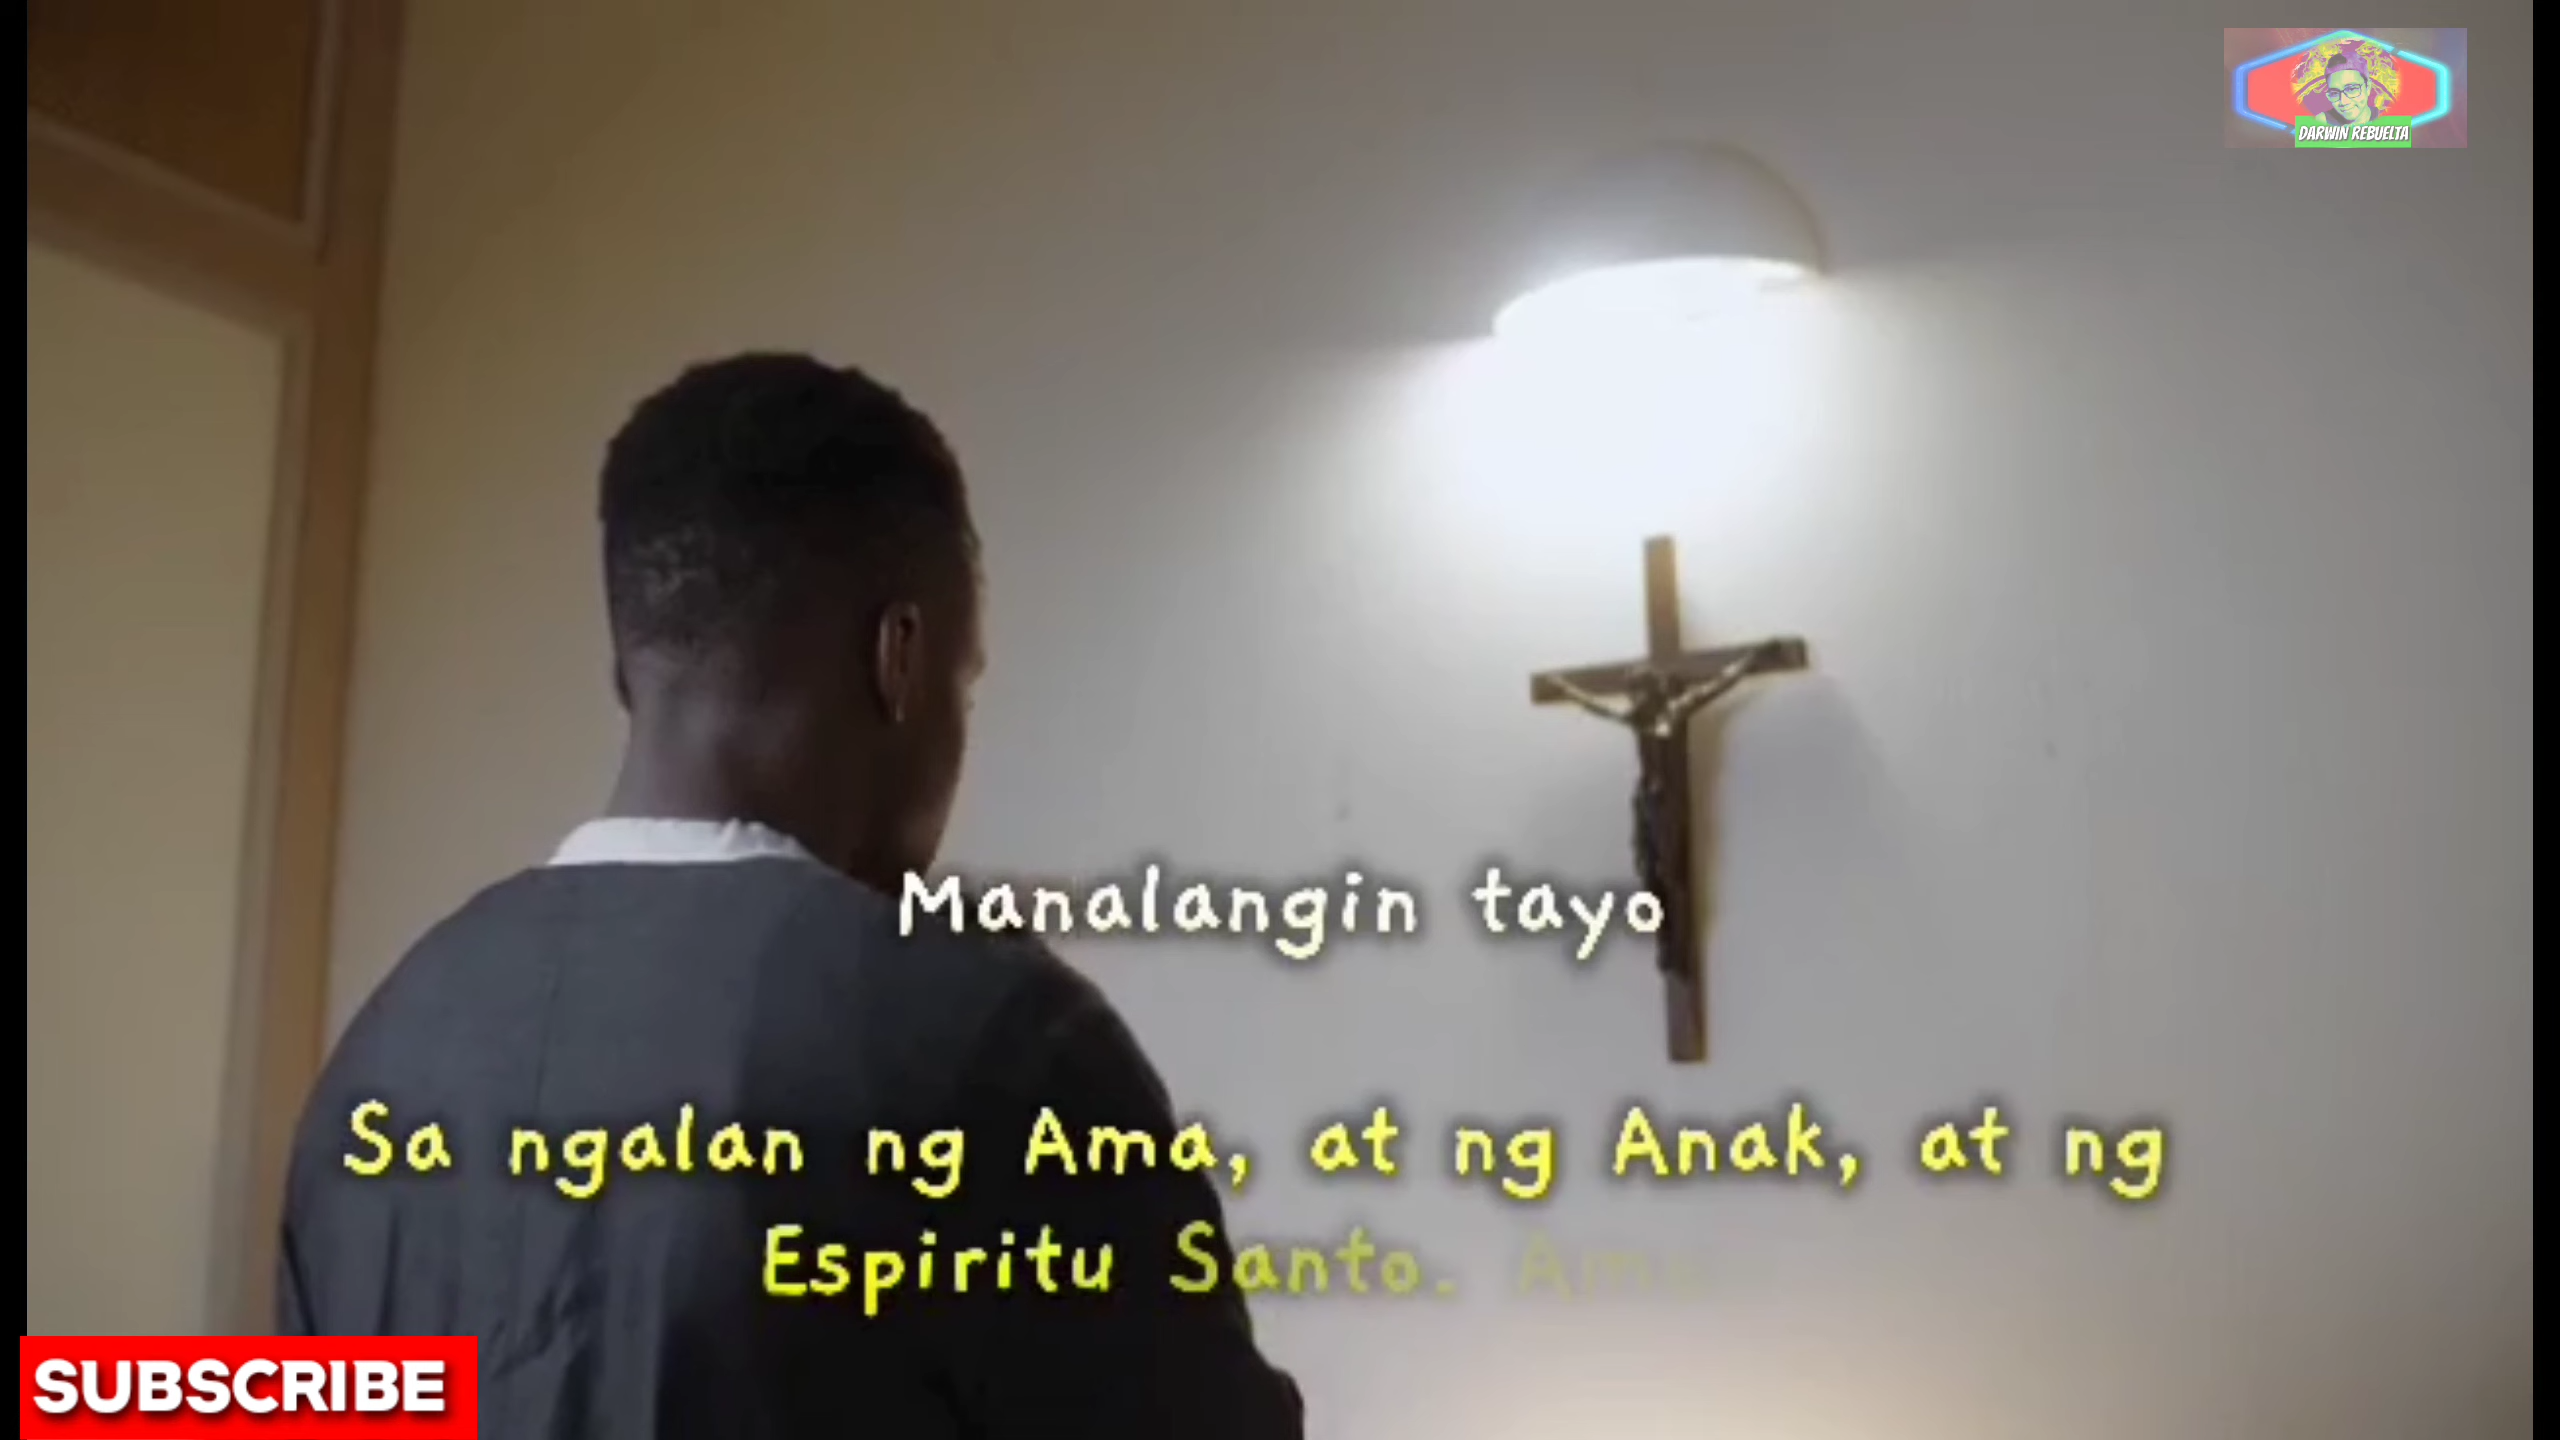 DARWIN REBUELTA
Manalangin tayo
Sa ngalan ng Ama, at ng Anak, at ng
Espiritu Santo.
SUBSCRIBE